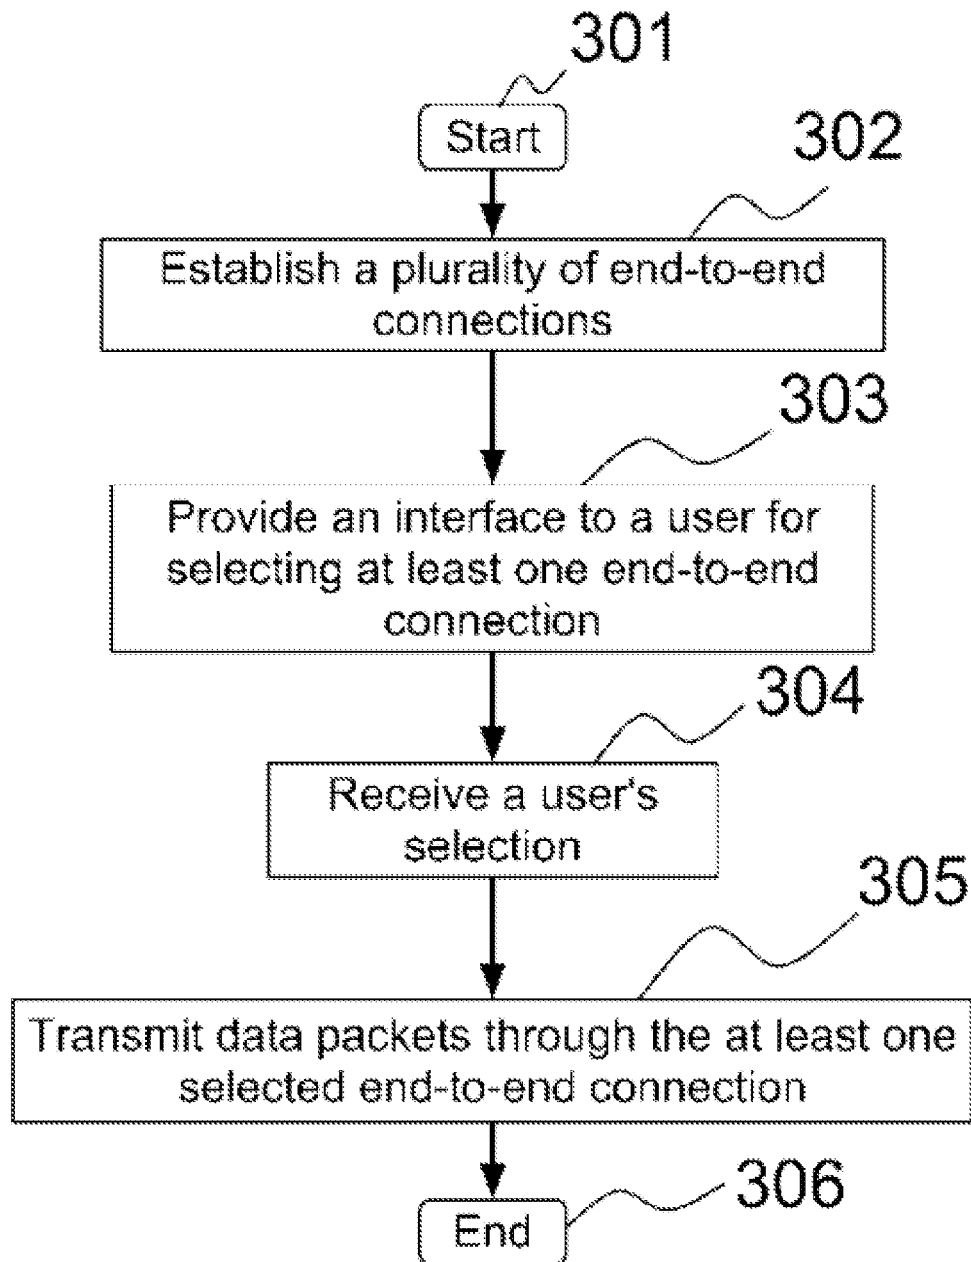 301
Start
302
Establish a plurality of end-to-end
connections
303
Provide an interface to a user for
selecting at least one end-to-end
connection
304
Receive a user's
selection
305
Transmit data packets through the at least one
selected end-to-end connection
306
End